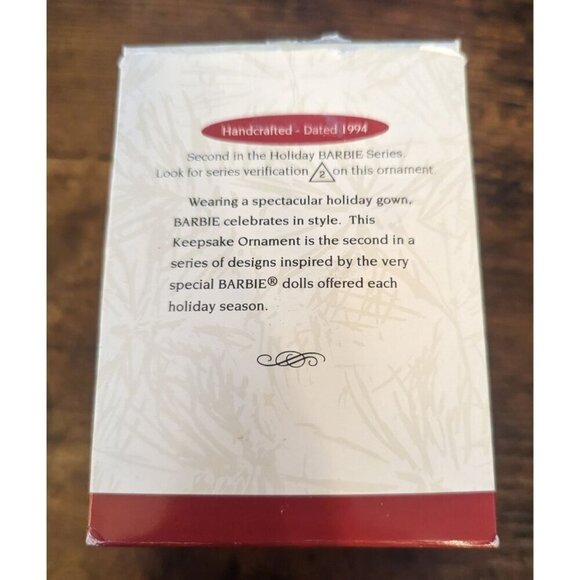 Handcrafted - Dated 1994
Second in the Holiday BARBIE Series.
Look for series verification 2 on this ornament.
Wearing a spectacular holiday gown,
BARBIE celebrates in style. This
Keepsake Ornament is the second in a
series of designs inspired by the very
special BARBIE® dolls offered each
holiday season.